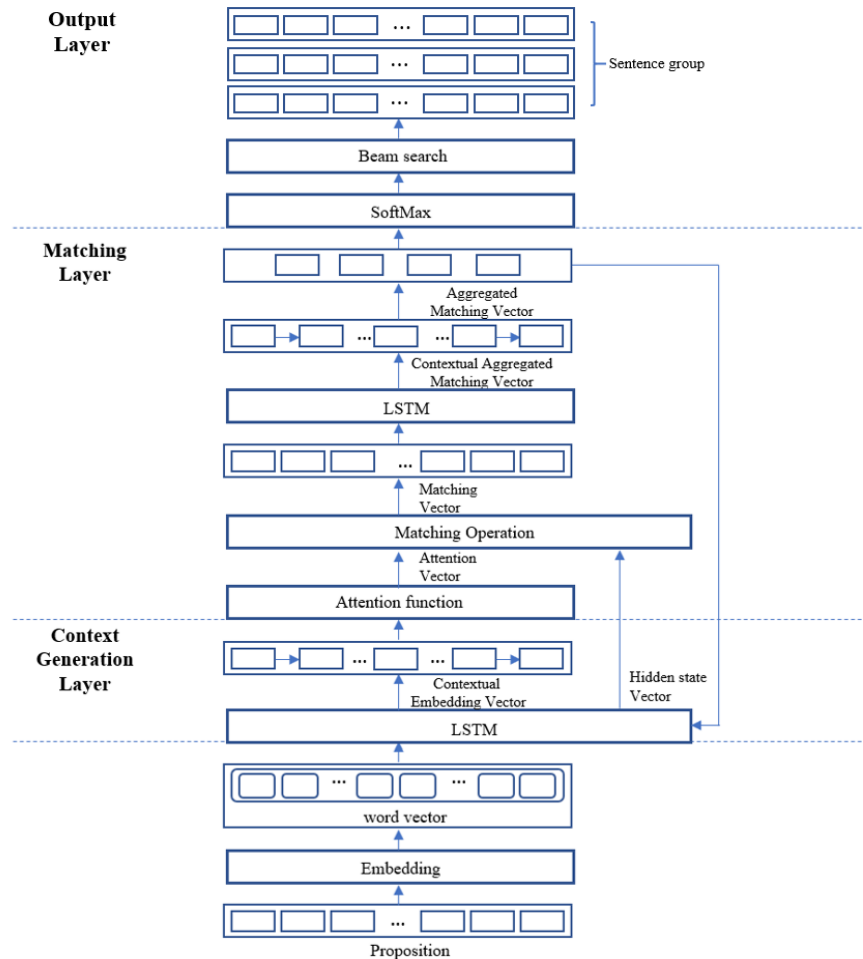 Output
Layer
...
...
Sentence group
...
Beam search
SoftMax
Matching
Layer
Aggregated
Matching Vector
... ...
Contextual Aggregated
Matching Vector
LSTM
...
Matching
Vector
Matching Operation
Attention
Vector
Attention function
Context
Generation
Layer
... ...
Contextual
Embedding Vector
Hidden state
Vector
LSTM
... ...
word vector
Embedding
...
Proposition